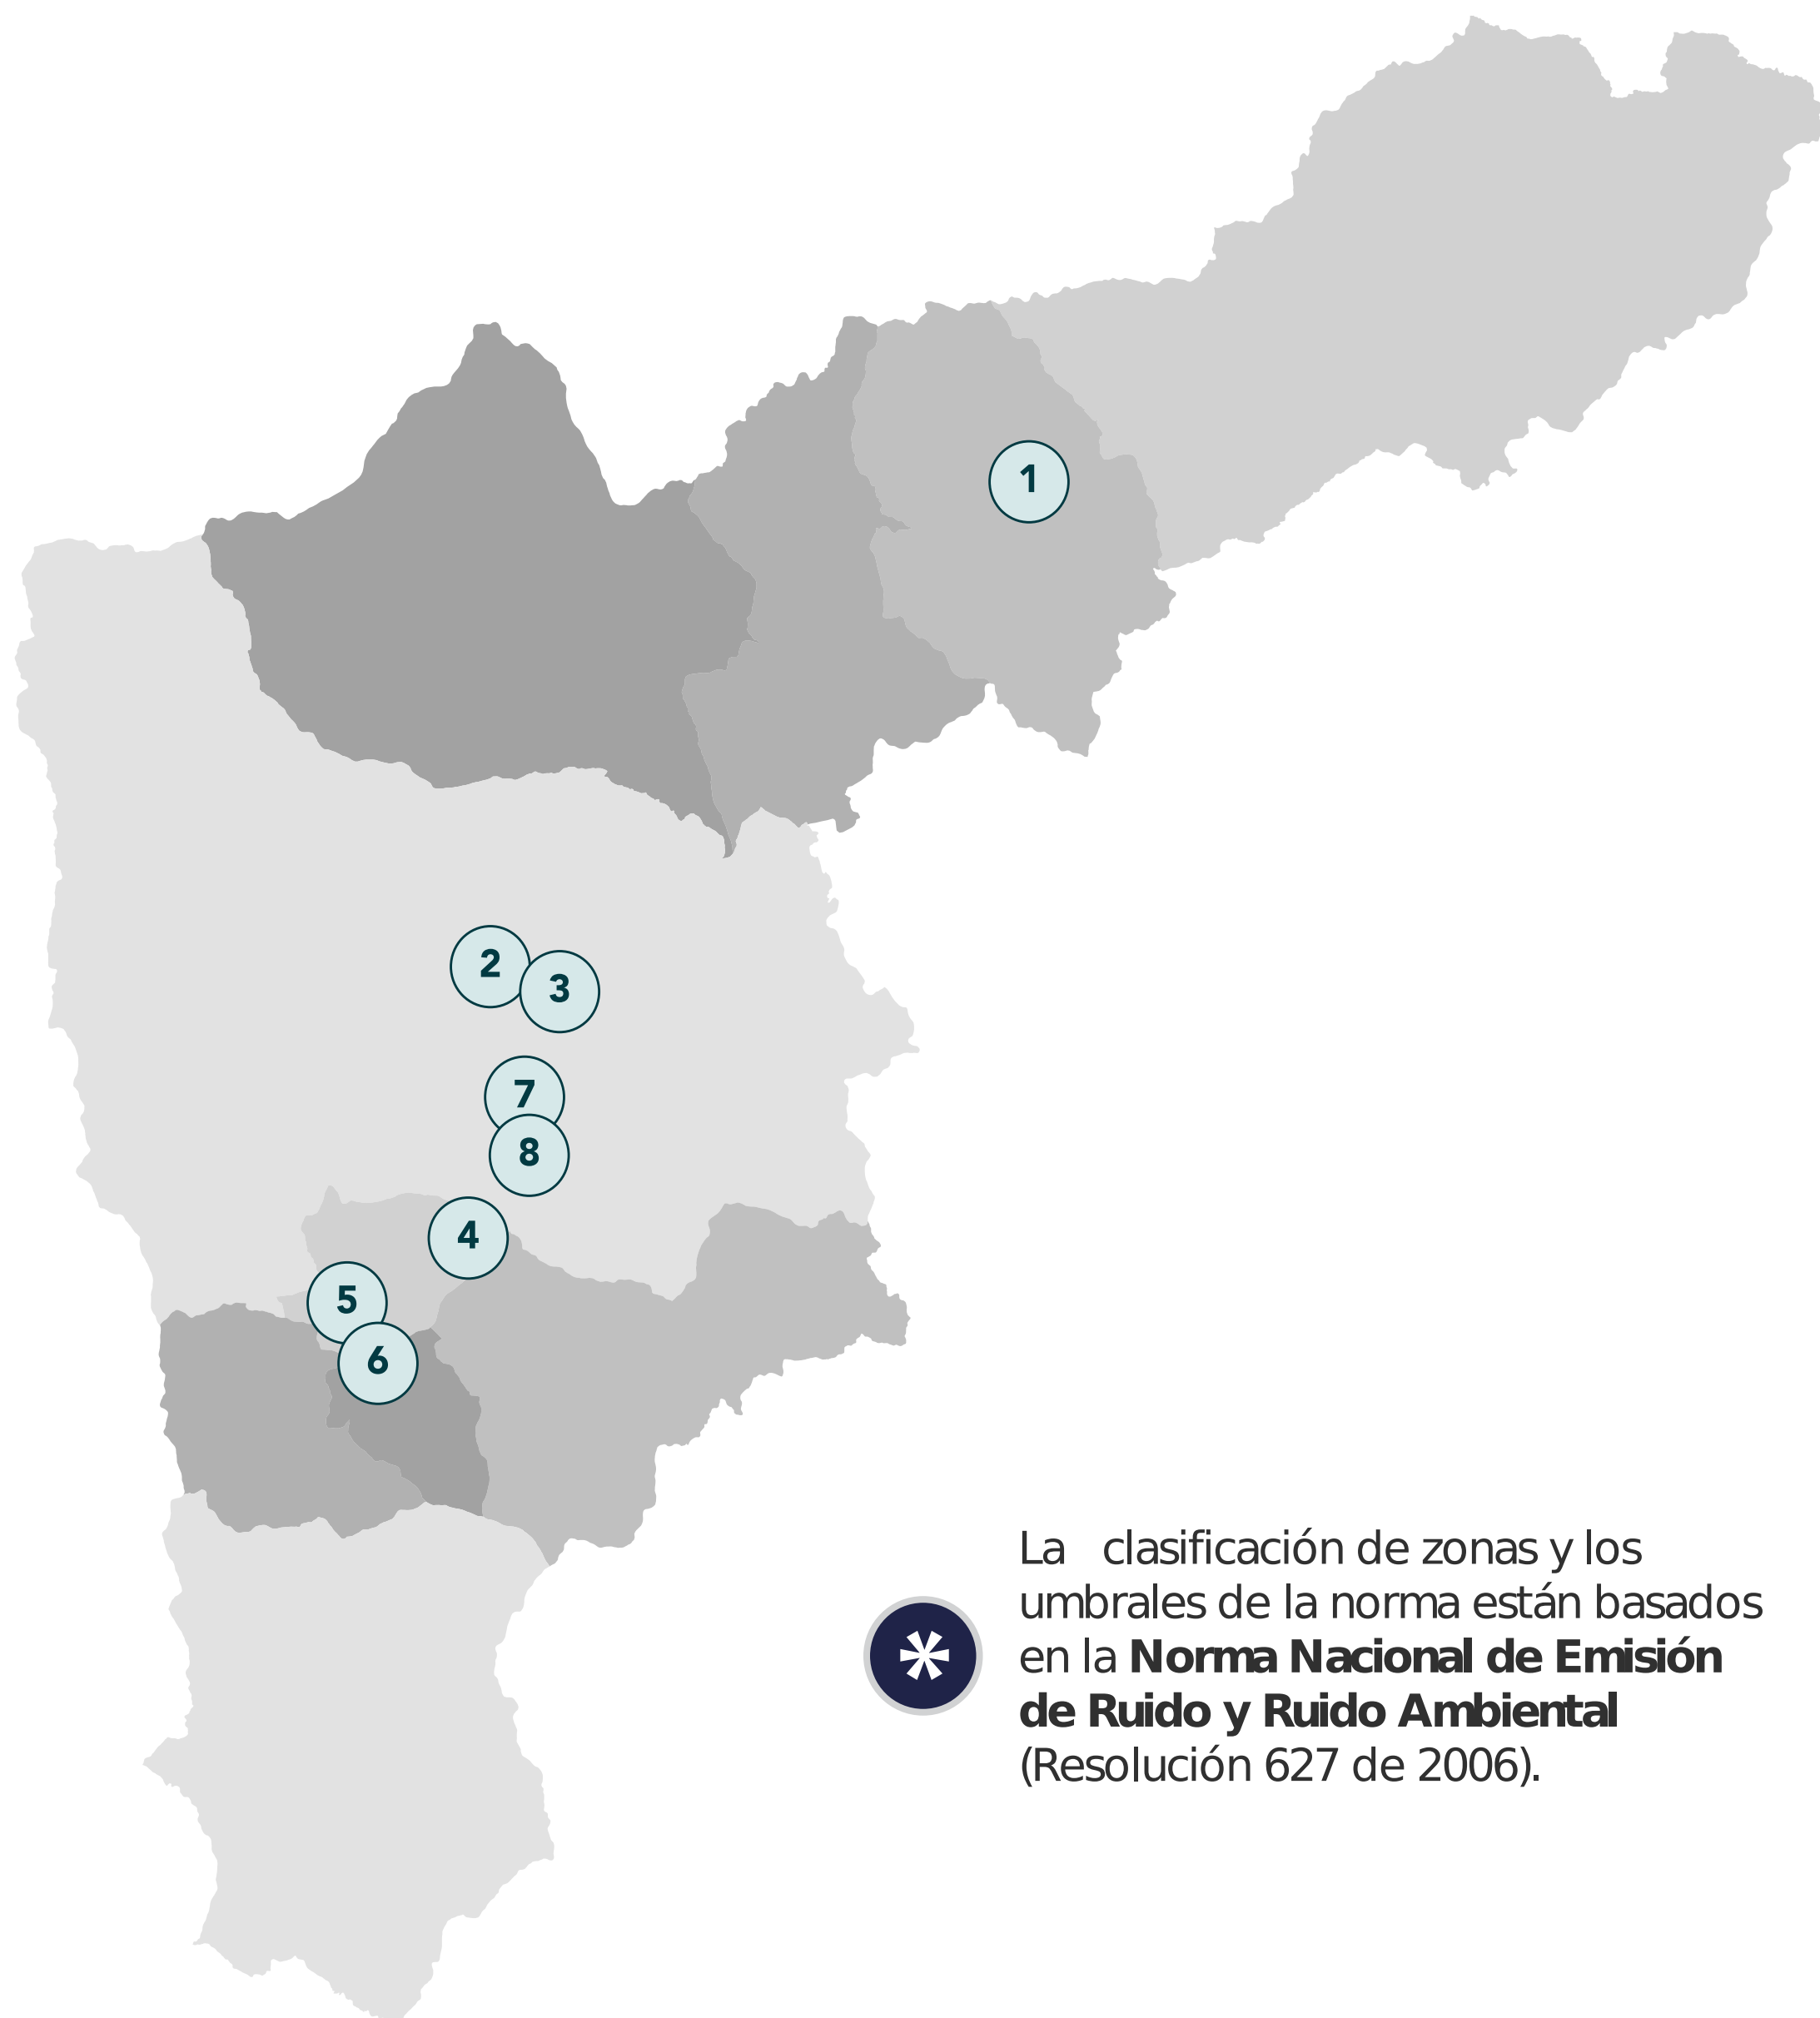 1
2
3
7
8
4
5
6
La clasificación de zonas y los
umbrales de la norma están basados
en la Norma Nacional de Emisión
de Ruido y Ruido Ambiental
(Resolución 627 de 2006).